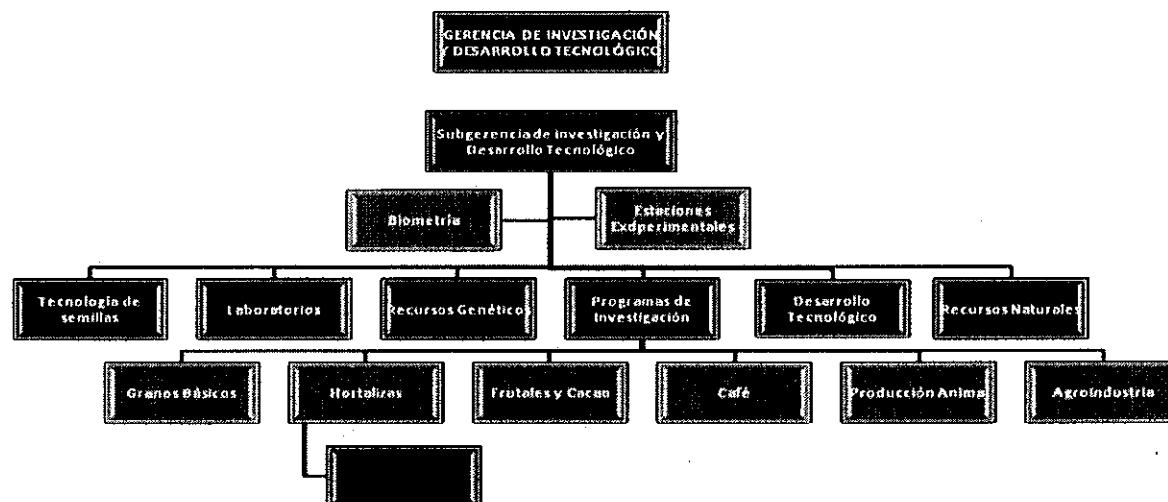 GERENCIA DE INVESTIGACIÓN
Y DESARROLLO TECNOLÓGICO
Subgerencia de investigación y
Desarrollo Tecnológico
Biometría
Estaciones
Exdperimentales
Tecnología de
semillas
Laboratorios
Recursos Genéticos
Programas de
Investigación
Desarrollo
Tecnológico
Recursos Naturales
Granos Básicos
Hortalizas
Frutales y Cacao
Café
Producción Anima
Agroindustria